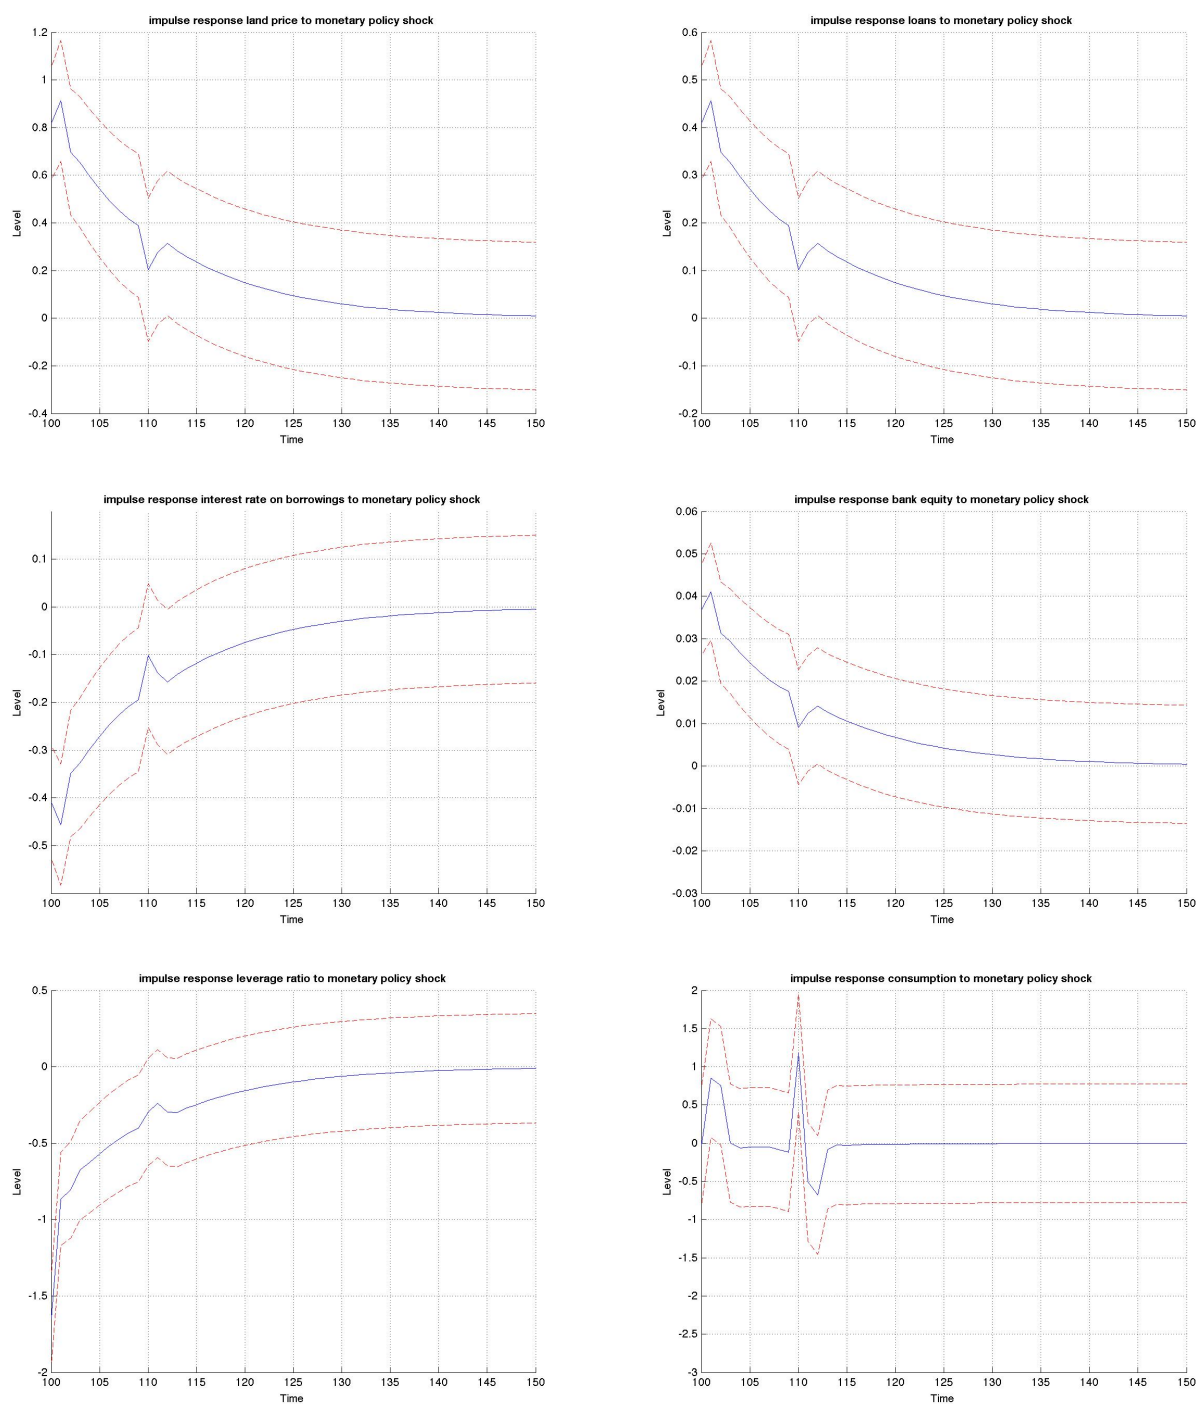 impulse response land price to monetary policy shock
1.2
1
0.8
0.6
0.4
0.2
0
-0.2
-0.4
Level
100 105 110 115 120 125 130 135 140 145 150
Time
impulse response loans to monetary policy shock
0.6
0.5
0.4
0.3
0.2
0.1
0
-0.1
-0.2
Level
100 105 110 115 120 125 130 135 140 145 150
Time
impulse response interest rate on borrowings to monetary policy shock
0.1
0
-0.1
-0.2
-0.3
-0.4
-0.5
Level
100 105 110 115 120 125 130 135 140 145 150
Time
impulse response bank equity to monetary policy shock
0.06
0.05
0.04
0.03
0.02
0.01
0
-0.01
-0.02
-0.03
Level
100 105 110 115 120 125 130 135 140 145 150
Time
impulse response leverage ratio to monetary policy shock
0.5
0
-0.5
-1
-1.5
-2
Level
100 105 110 115 120 125 130 135 140 145 150
Time
impulse response consumption to monetary policy shock
2
1.5
1
0.5
0
-0.5
-1
-1.5
-2
-2.5
-3
Level
100 105 110 115 120 125 130 135 140 145 150
Time